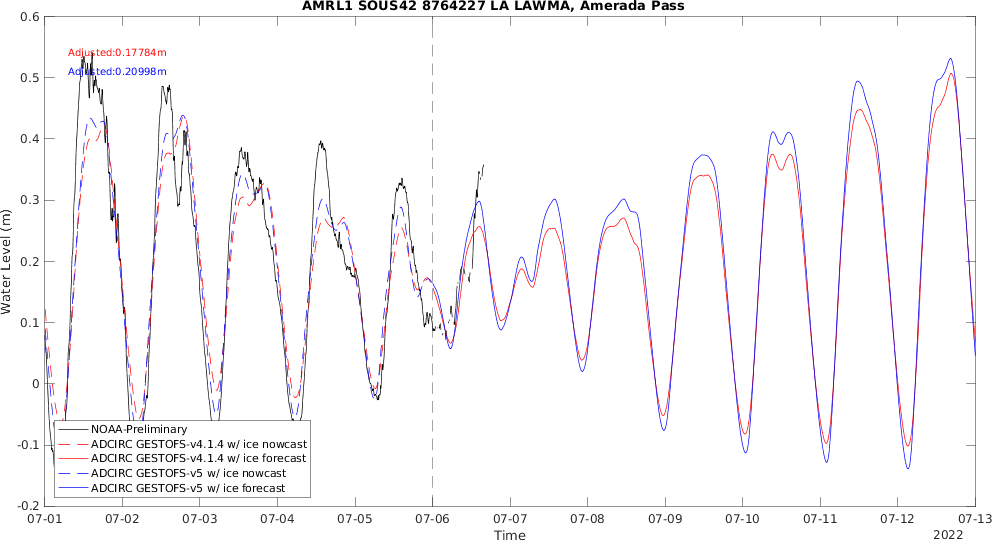 AMRL1 SOUS42 8764227 LA LAWMA, Amerada Pass
0.6
0.5
0.4
0.3
0.2
0.1
0
-0.1
-0.2
Water Level (m)
Adjusted:0.17784m
Adjusted:0.20998m
NOAA-Preliminary
ADCIRC GESTOFS-v4.1.4 w/ ice nowcast
ADCIRC GESTOFS-v4.1.4 w/ ice forecast
ADCIRC GESTOFS-v5 w/ ice nowcast
ADCIRC GESTOFS-v5 w/ ice forecast
07-01 07-02 07-03 07-04 07-05 07-06 07-07 07-08 07-09 07-10 07-11 07-12 07-13
Time
2022